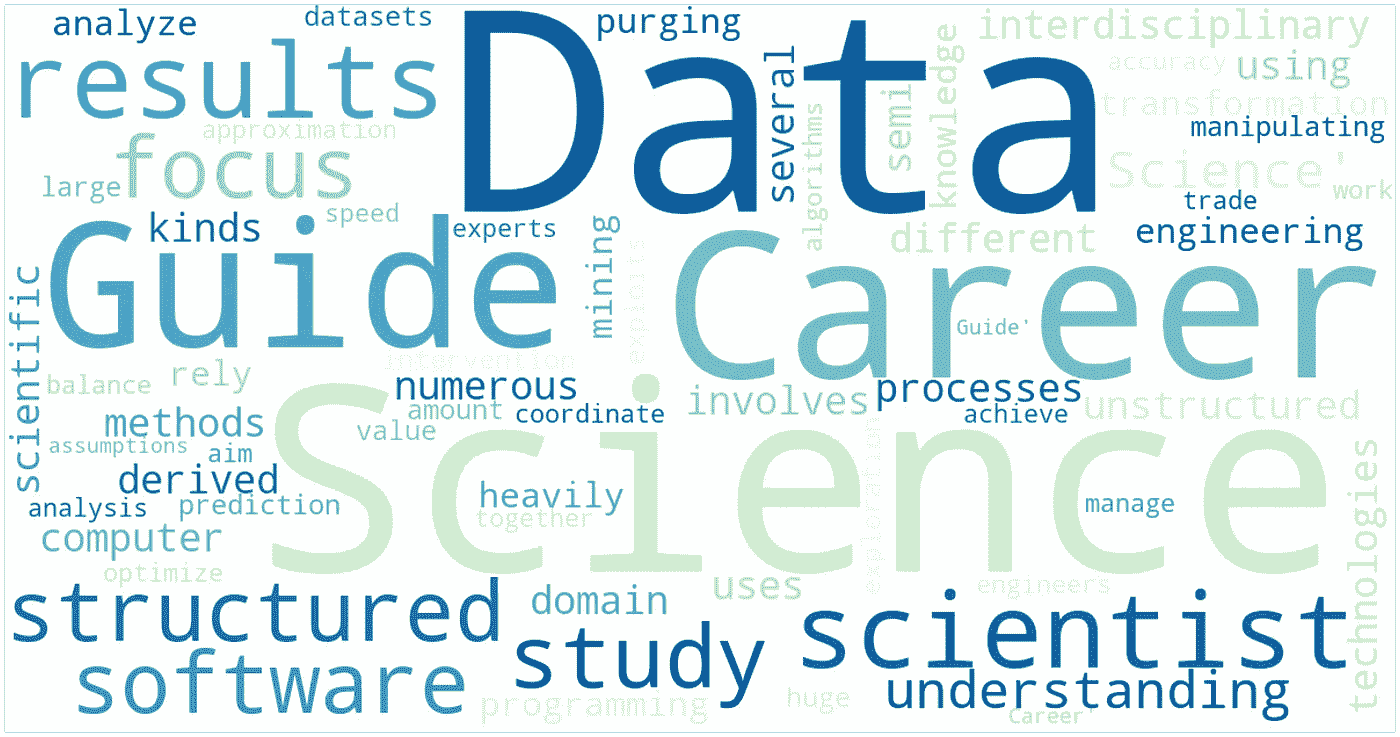 analyze
datasets
Data
purging
interdisciplinary
results
several
knowledge
accuracy
using
semi
transformation
manipulating
approximation
algorithms
focus
Science'
large
work
trade
kinds
speed
experts
mining
different
engineering
Guide
exploits
Career
Guide'
scientific
intervention
rely
balance
numerous
processes
amount
coordinate
involves
achieve
unstructured
methods
value
assumptions
aim
Science
derived
exploration
technologies
analysis
prediction
heavily
together
manage
computer
optimize
uses
engineers
structured
domain
scientist
study
software
understanding
programming
huge
Career'